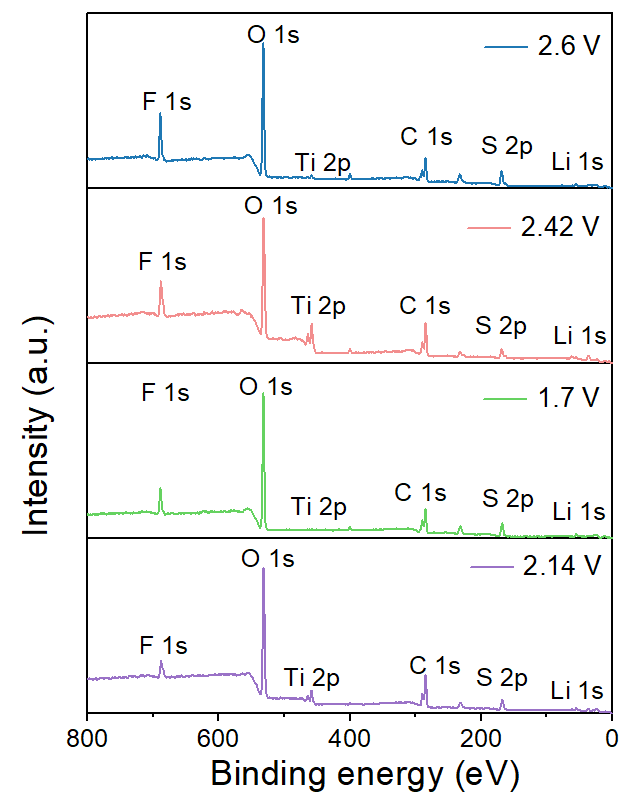 O 1s
2.6 V
F 1s
C 1s
S 2p
Ti 2p
Li 1s
O 1s
2.42 V
F 1s
Ti 2p
C 1s
S 2p
Li 1s
F 1s
O 1s
1.7 V
Ti 2p
C 1s
S 2p
Li 1s
O 1s
2.14 V
F 1s
Ti 2p
C 1s
S 2p
Li 1s
800
600
400
200
0
Binding energy (eV)
Intensity (a.u.)